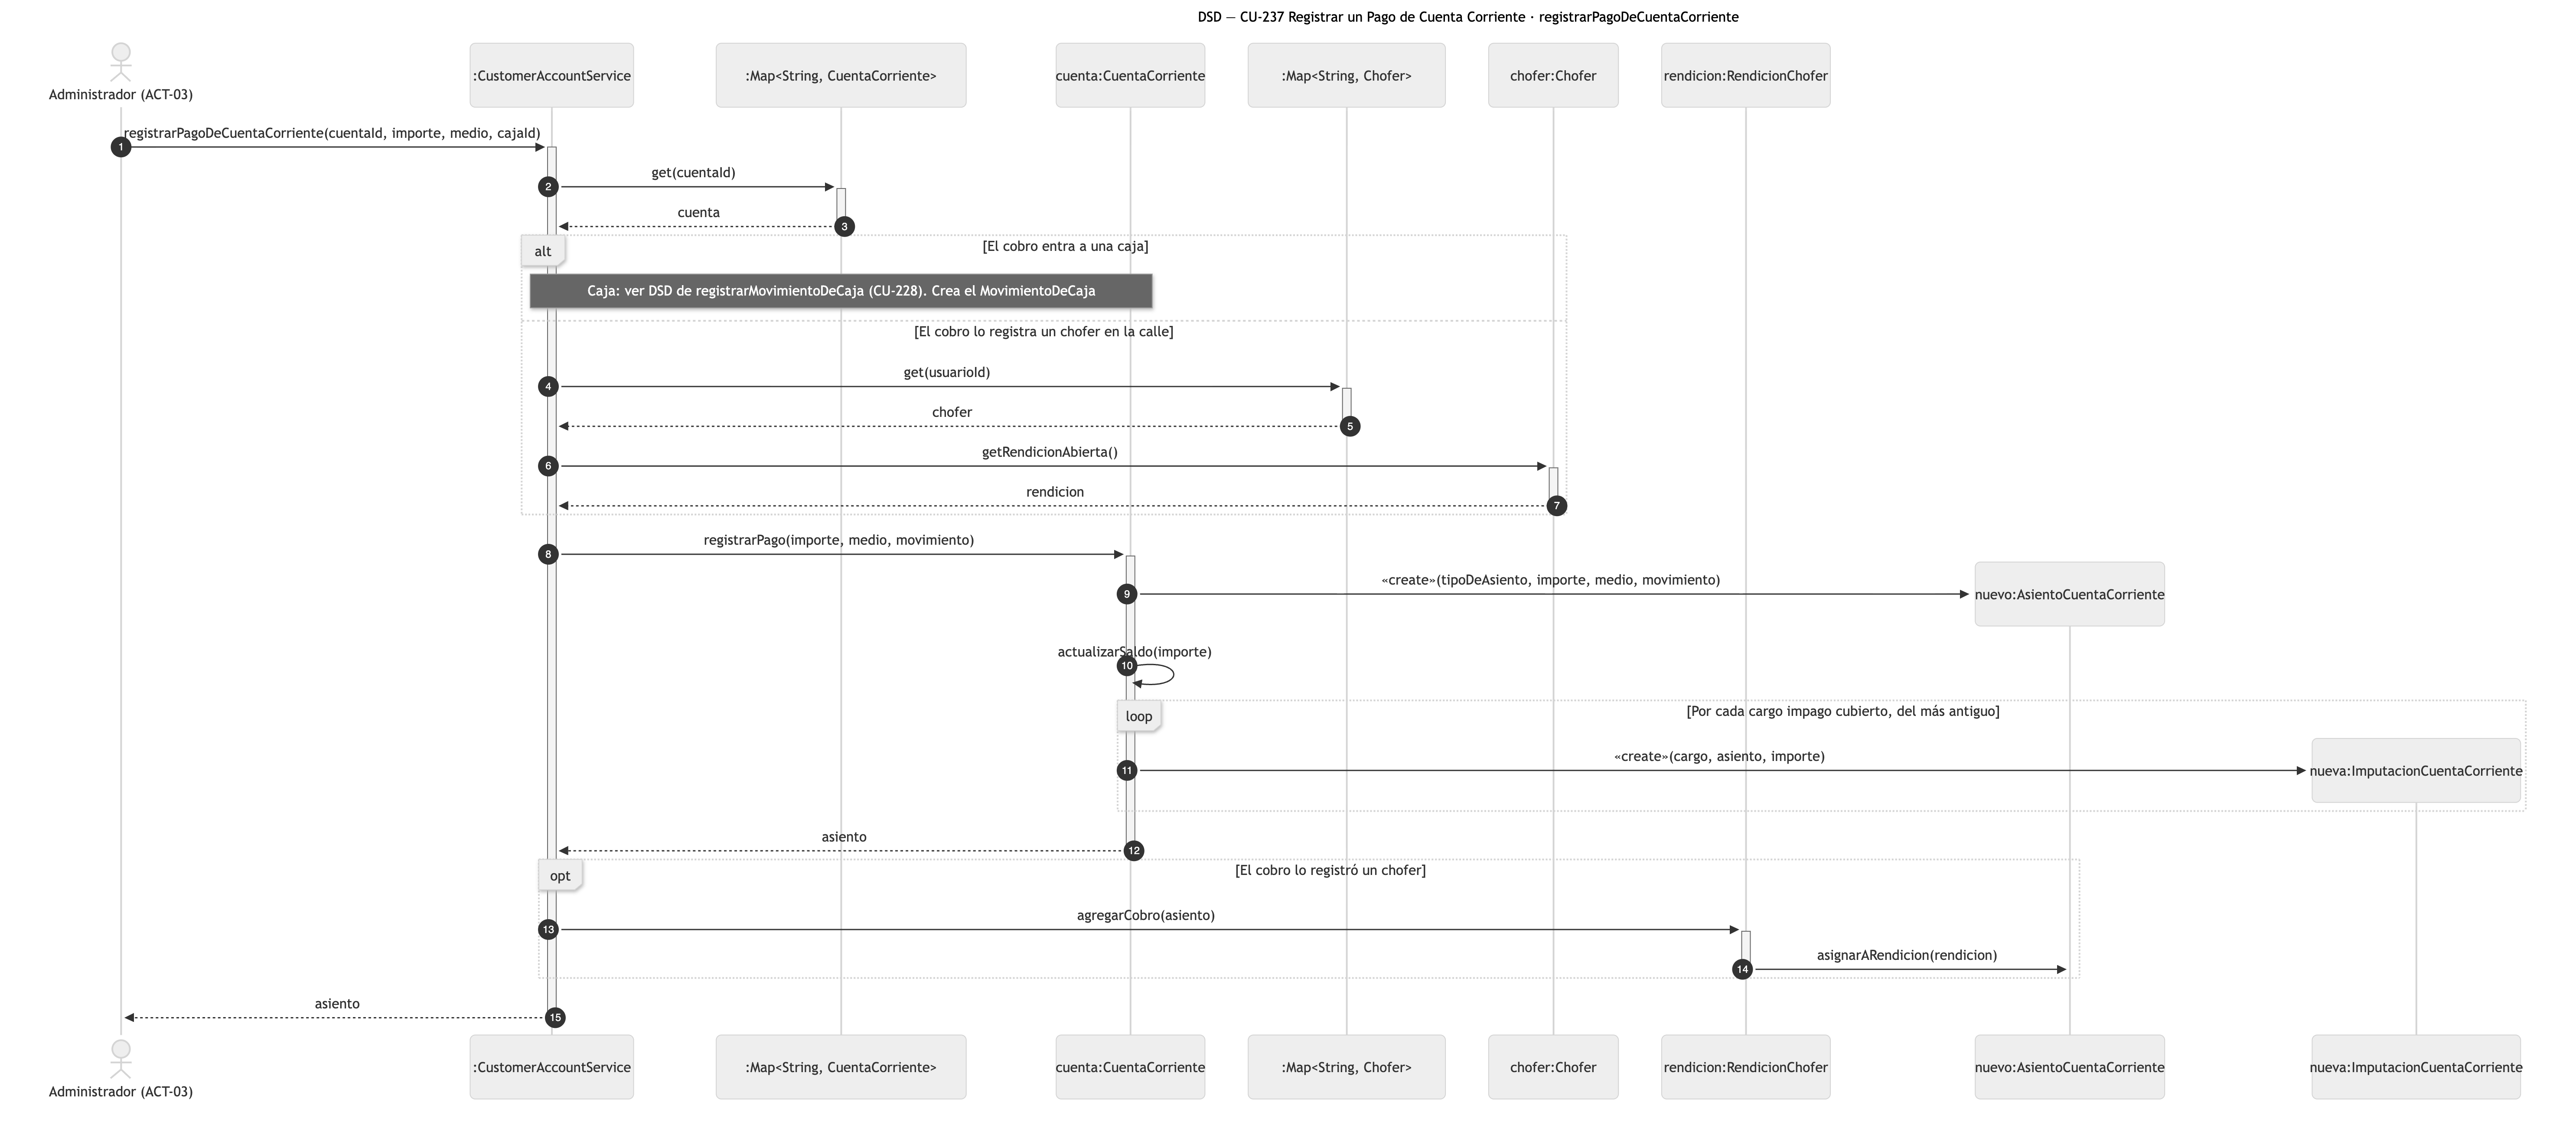 DSD — CU-237 Registrar un Pago de Cuenta Corriente · registrarPagoDeCuentaCorriente
Administrador (ACT-03)
:CustomerAccountService
:Map<String, CuentaCorriente>
cuenta:CuentaCorriente
:Map<String, Chofer>
chofer:Chofer
rendicion:RendicionChofer
registrarPagoDeCuentaCorriente(cuentaId, importe, medio, cajaId)
1
get(cuentaId)
2
cuenta
3
alt
[El cobro entra a una caja]
Caja: ver DSD de registrarMovimientoDeCaja (CU-228). Crea el MovimientoDeCaja
[El cobro lo registra un chofer en la calle]
get(usuarioId)
4
chofer
5
getRendicionAbierta()
6
rendicion
7
registrarPago(importe, medio, movimiento)
8
«create»(tipoDeAsiento, importe, medio, movimiento)
9
nuevo:AsientoCuentaCorriente
actualizarSaldo(importe)
10
loop
[Por cada cargo impago cubierto, del más antiguo]
«create»(cargo, asiento, importe)
11
nueva:ImputacionCuentaCorriente
asiento
12
opt
[El cobro lo registró un chofer]
agregarCobro(asiento)
13
asignarARendicion(rendicion)
14
asiento
15
Administrador (ACT-03)
:CustomerAccountService
:Map<String, CuentaCorriente>
cuenta:CuentaCorriente
:Map<String, Chofer>
chofer:Chofer
rendicion:RendicionChofer
nuevo:AsientoCuentaCorriente
nueva:ImputacionCuentaCorriente